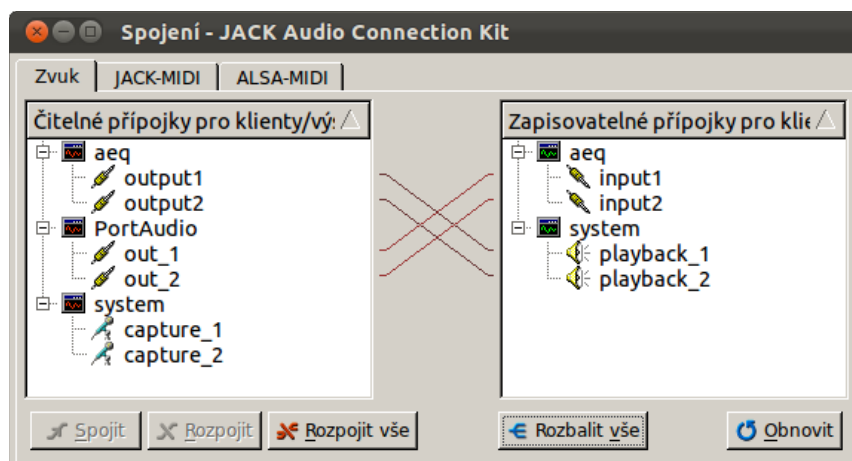 Spojení - JACK Audio Connection Kit
Zvuk JACK-MIDI ALSA-MIDI
Čitelné přípojky pro klienty/vý
aeq
output1
output2
PortAudio
out_1
out_2
system
capture_1
capture_2
Zapisovatelné přípojky pro klie
aeq
input1
input2
system
playback_1
playback_2
Spojit Rozpojit Rozpojit vše Rozbalit vše Obnovit